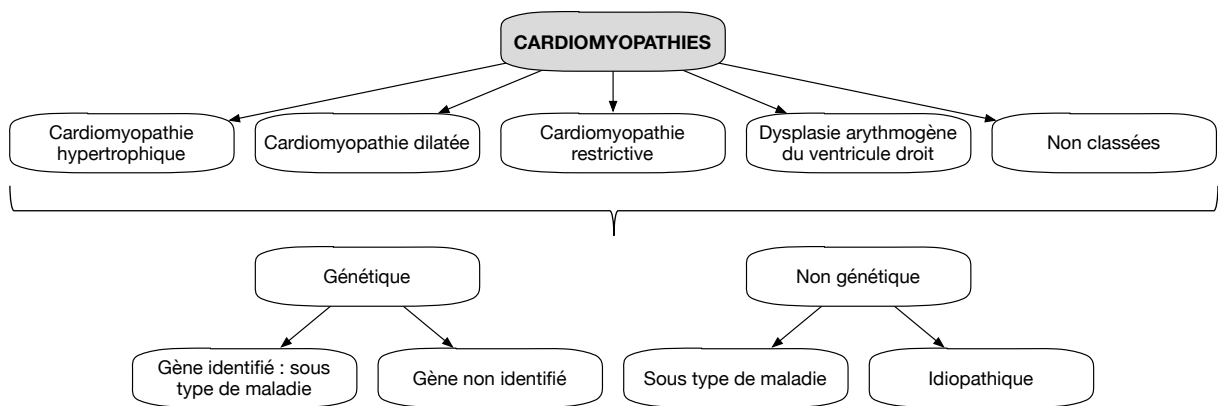 CARDIOMYOPATHIES
Cardiomyopathie
hypertrophique
Cardiomyopathie dilatée
Cardiomyopathie
restrictive
Dysplasie arythmogène
du ventricule droit
Non classées
Génétique
Non génétique
Gène identifié : sous
type de maladie
Gène non identifié
Sous type de maladie
Idiopathique